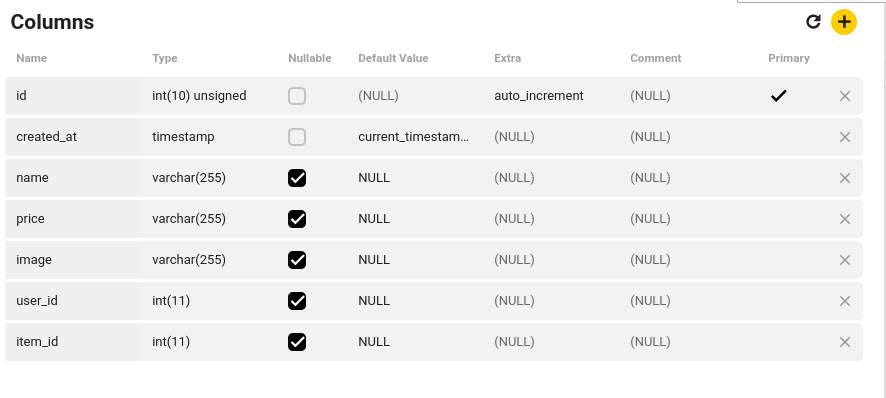 Columns
Name Type Nullable Default Value Extra Comment Primary
id int(10) unsigned (NULL) auto_increment (NULL)
created_at timestamp current_timestam... (NULL) (NULL)
name varchar(255) NULL (NULL) (NULL)
price varchar(255) NULL (NULL) (NULL)
image varchar(255) NULL (NULL) (NULL)
user_id int(11) NULL (NULL) (NULL)
item_id int(11) NULL (NULL) (NULL)